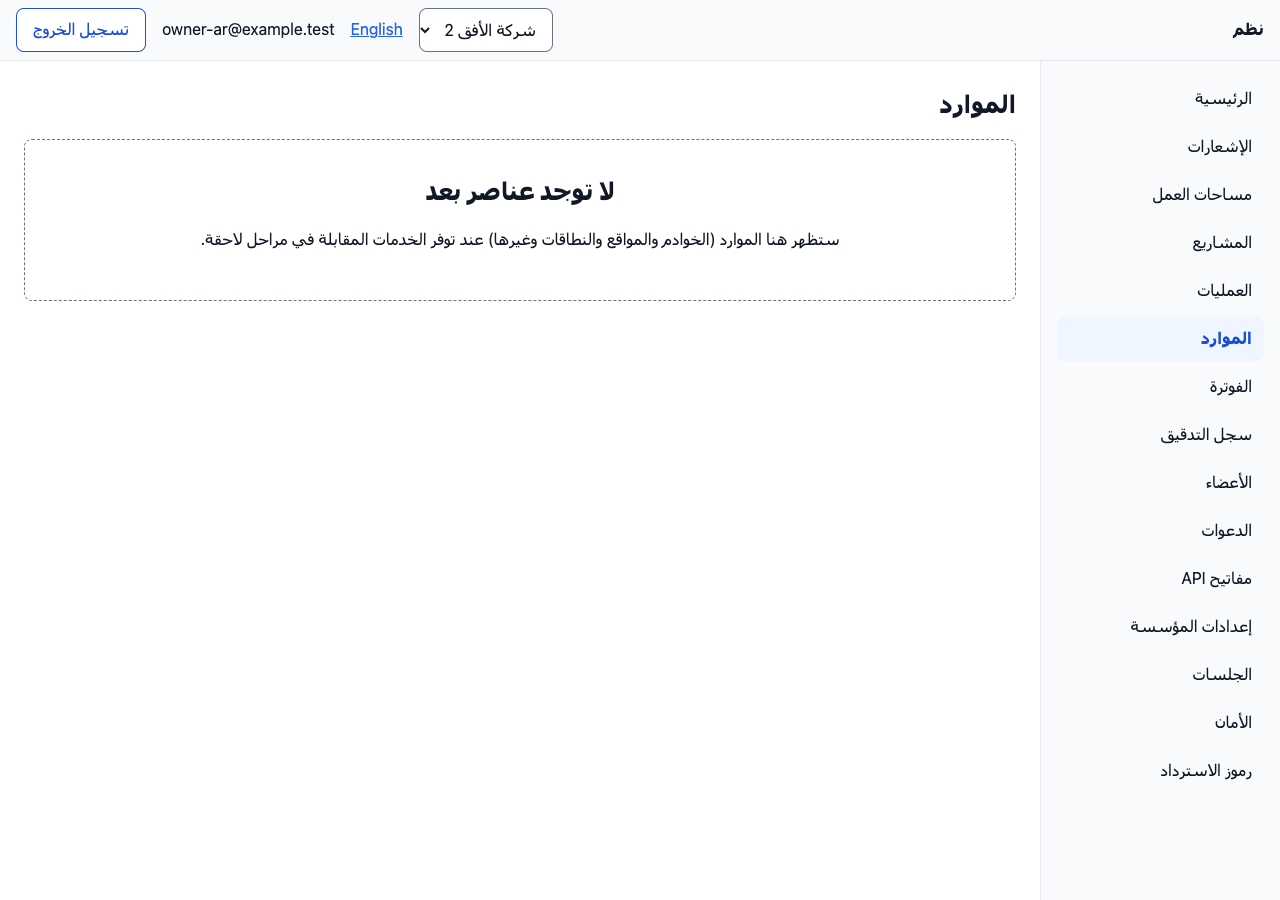 نظم
شركة الأفق 2
English
owner-ar@example.test
تسجيل الخروج
الرئيسية
الإشعارات
مساحات العمل
المشاريع
العمليات
الموارد
الفوترة
سجل التدقيق
الأعضاء
الدعوات
مفاتيح API
إعدادات المؤسسة
الجلسات
الأمان
رموز الاسترداد
الموارد
لا توجد عناصر بعد
ستظهر هنا الموارد (الخوادم والمواقع والنطاقات وغيرها) عند توفر الخدمات المقابلة في مراحل لاحقة.